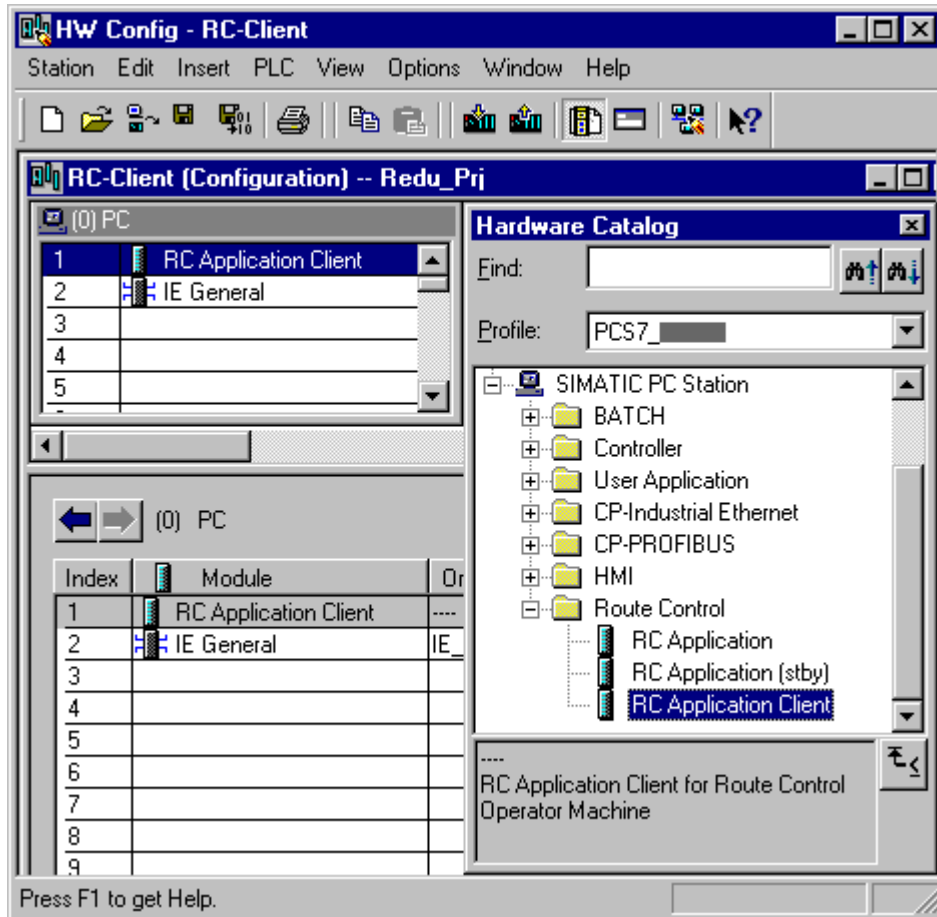 HW Config - RC-Client
Station Edit Insert PLC View Options Window Help
RC-Client (Configuration) -- Redu_Prj
(0) PC
1 RC Application Client
2 IE General
3
4
5
Hardware Catalog
Find:
Profile: PCS7_
SIMATIC PC Station
BATCH
Controller
User Application
CP-Industrial Ethernet
CP-PROFIBUS
HMI
Route Control
RC Application
RC Application (stby)
RC Application Client
----
RC Application Client for Route Control
Operator Machine
(0) PC
Index Module Or
1 RC Application Client ----
2 IE General IE_
3
4
5
6
7
8
9
Press F1 to get Help.